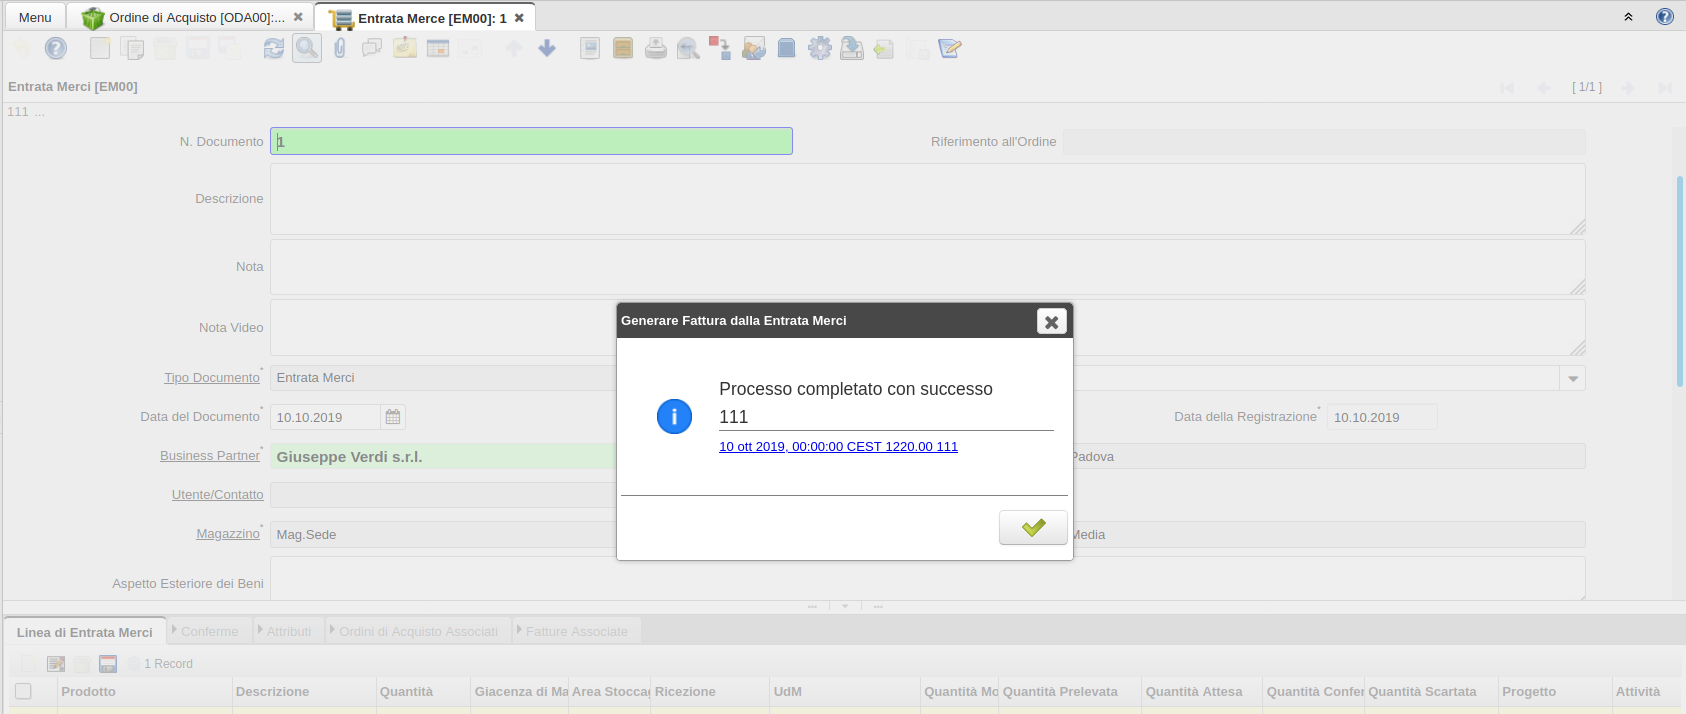 Menu
Ordine di Acquisto [ODA00]:...
Entrata Merce [EM00]: 1
Entrata Merci [EM00]
[ 1/1 ]
111 ...
N. Documento
1
Riferimento all'Ordine
Descrizione
Nota
Nota Video
Generare Fattura dalla Entrata Merci
Processo completato con successo
111
10 ott 2019, 00:00:00 CEST 1220.00 111
Tipo Documento*
Entrata Merci
Data del Documento*
10.10.2019
Data della Registrazione*
10.10.2019
Business Partner*
Giuseppe Verdi s.r.l.
Padova
Utente/Contatto
Magazzino*
Mag.Sede
Media
Aspetto Esteriore dei Beni
Linea di Entrata Merci
Conferme
Attributi
Ordini di Acquisto Associati
Fatture Associate
1 Record
Prodotto
Descrizione
Quantità
Giacenza di Ma
Area Stoccag
Ricezione
UdM
Quantità Mo
Quantità Prelevata
Quantità Attesa
Quantità Confer
Quantità Scartata
Progetto
Attività